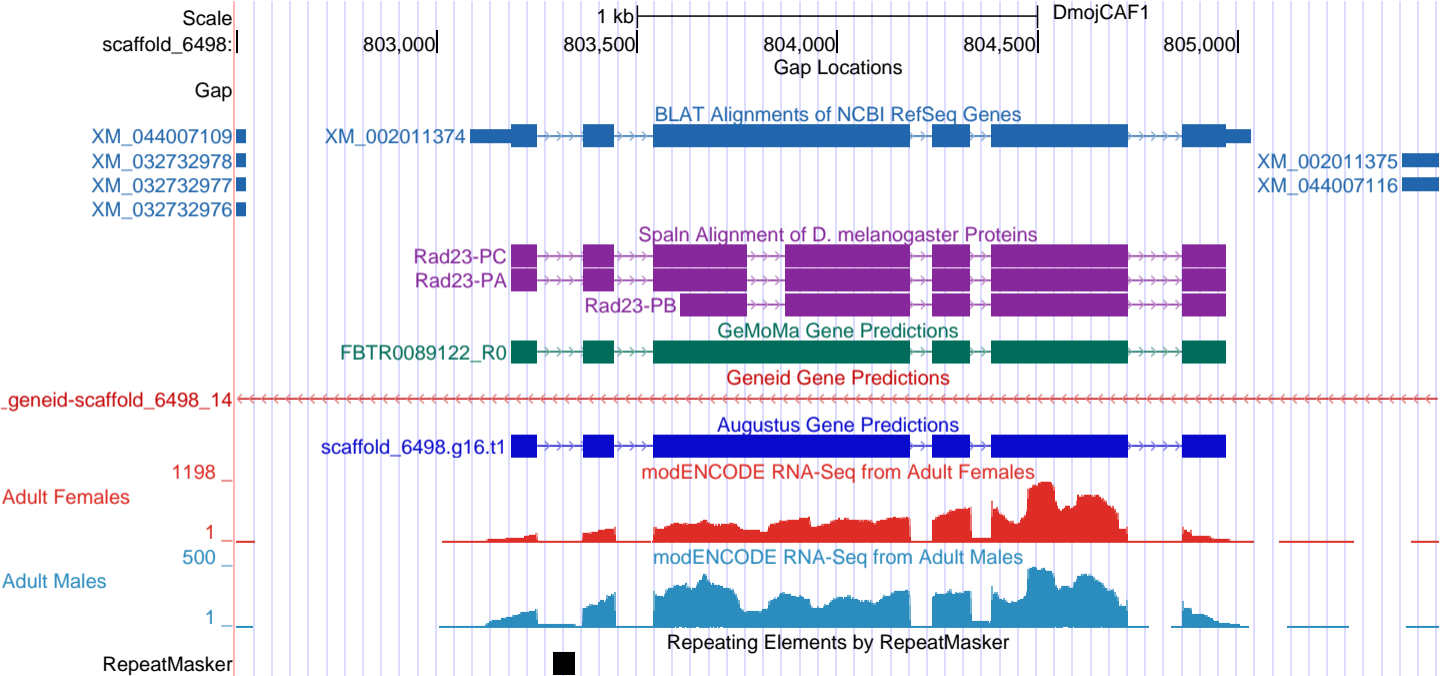 Scale 1 kb DmojCAF1
scaffold_6498: 803,000 803,500 804,000 804,500 805,000
Gap Locations
Gap
BLAT Alignments of NCBI RefSeq Genes
XM_044007109 XM_002011374
XM_032732978 XM_002011375
XM_032732977 XM_044007116
XM_032732976
Spaln Alignment of D. melanogaster Proteins
Rad23-PC
Rad23-PA
Rad23-PB
GeMoMa Gene Predictions
FBTR0089122_R0
Geneid Gene Predictions
_geneid-scaffold_6498_14
Augustus Gene Predictions
scaffold_6498.g16.t1
modENCODE RNA-Seq from Adult Females
1198 _
Adult Females
1 _
modENCODE RNA-Seq from Adult Males
500 _
Adult Males
1 _
Repeating Elements by RepeatMasker
RepeatMasker